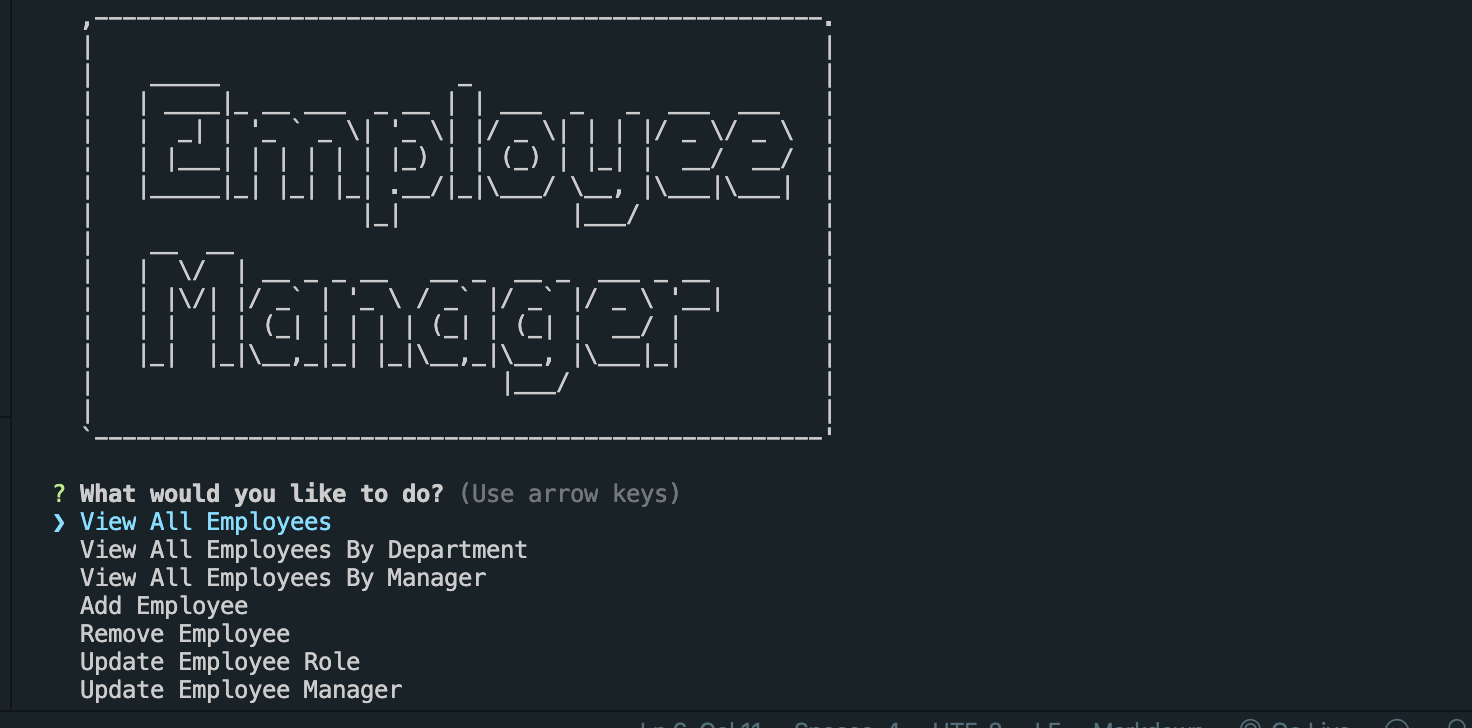 Employee
Manager
? What would you like to do? (Use arrow keys)
❯ View All Employees
View All Employees By Department
View All Employees By Manager
Add Employee
Remove Employee
Update Employee Role
Update Employee Manager